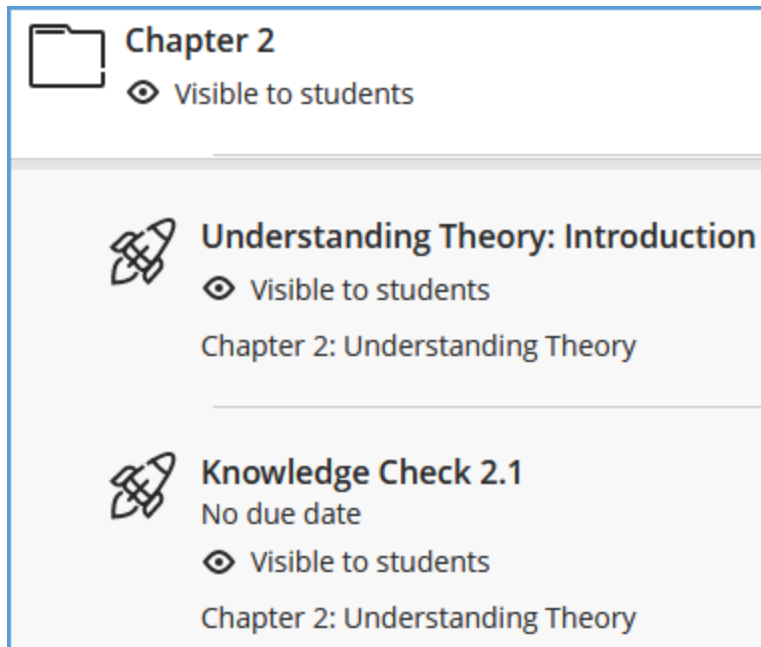 Chapter 2
Visible to students
Understanding Theory: Introduction
Visible to students
Chapter 2: Understanding Theory
Knowledge Check 2.1
No due date
Visible to students
Chapter 2: Understanding Theory